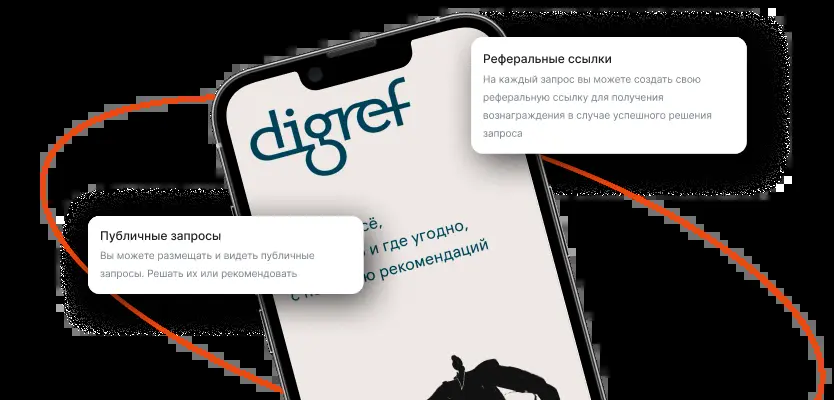 digref
Реферальные ссылки
На каждый запрос вы можете создать свою
реферальную ссылку для получения
вознаграждения в случае успешного решения
запроса
Публичные запросы
Вы можете размещать и видеть публичные
запросы. Решать их или рекомендовать
и где угодно,
рекомендаций